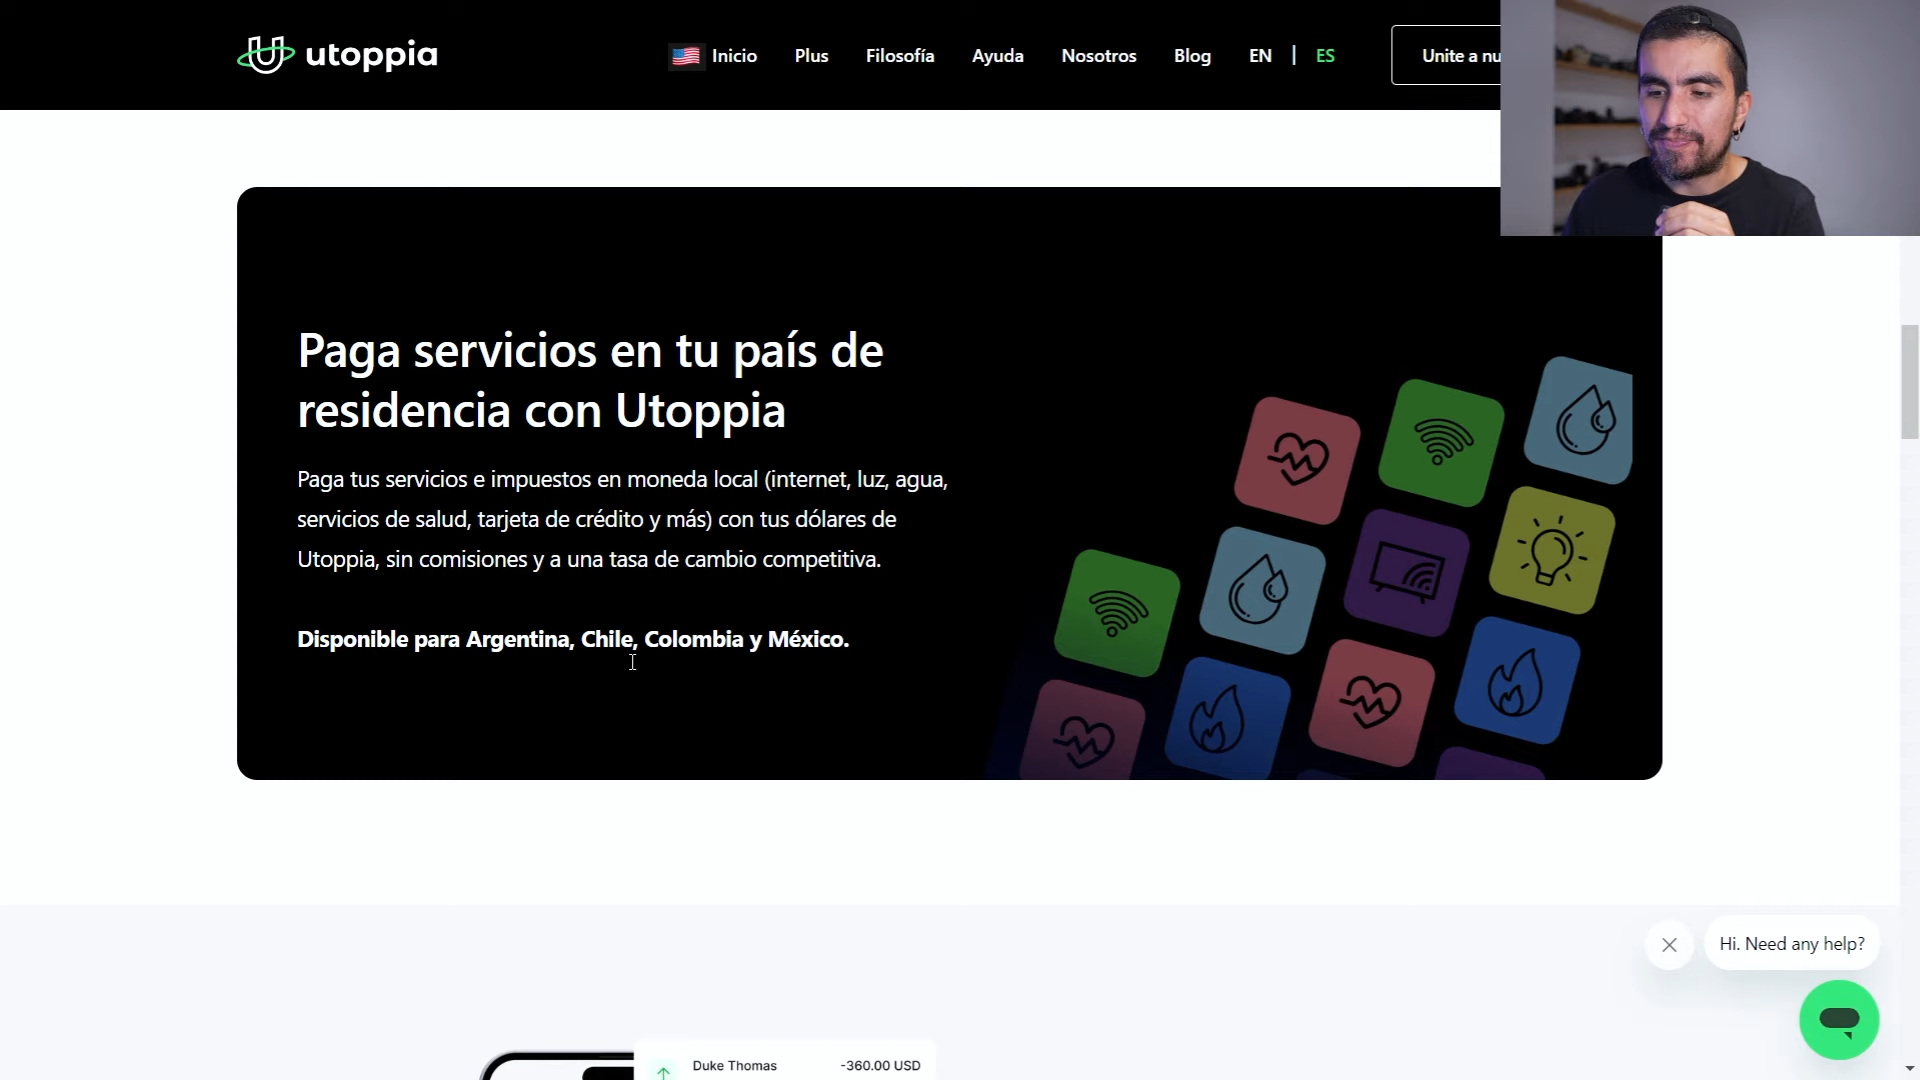 utoppia
Inicio
Plus
Filosofía
Ayuda
Nosotros
Blog
EN | ES
Unite a nu
Paga servicios en tu país de
residencia con Utoppia
Paga tus servicios e impuestos en moneda local (internet, luz, agua,
servicios de salud, tarjeta de crédito y más) con tus dólares de
Utoppia, sin comisiones y a una tasa de cambio competitiva.
Disponible para Argentina, Chile, Colombia y México.
Hi. Need any help?
Duke Thomas -360.00 USD